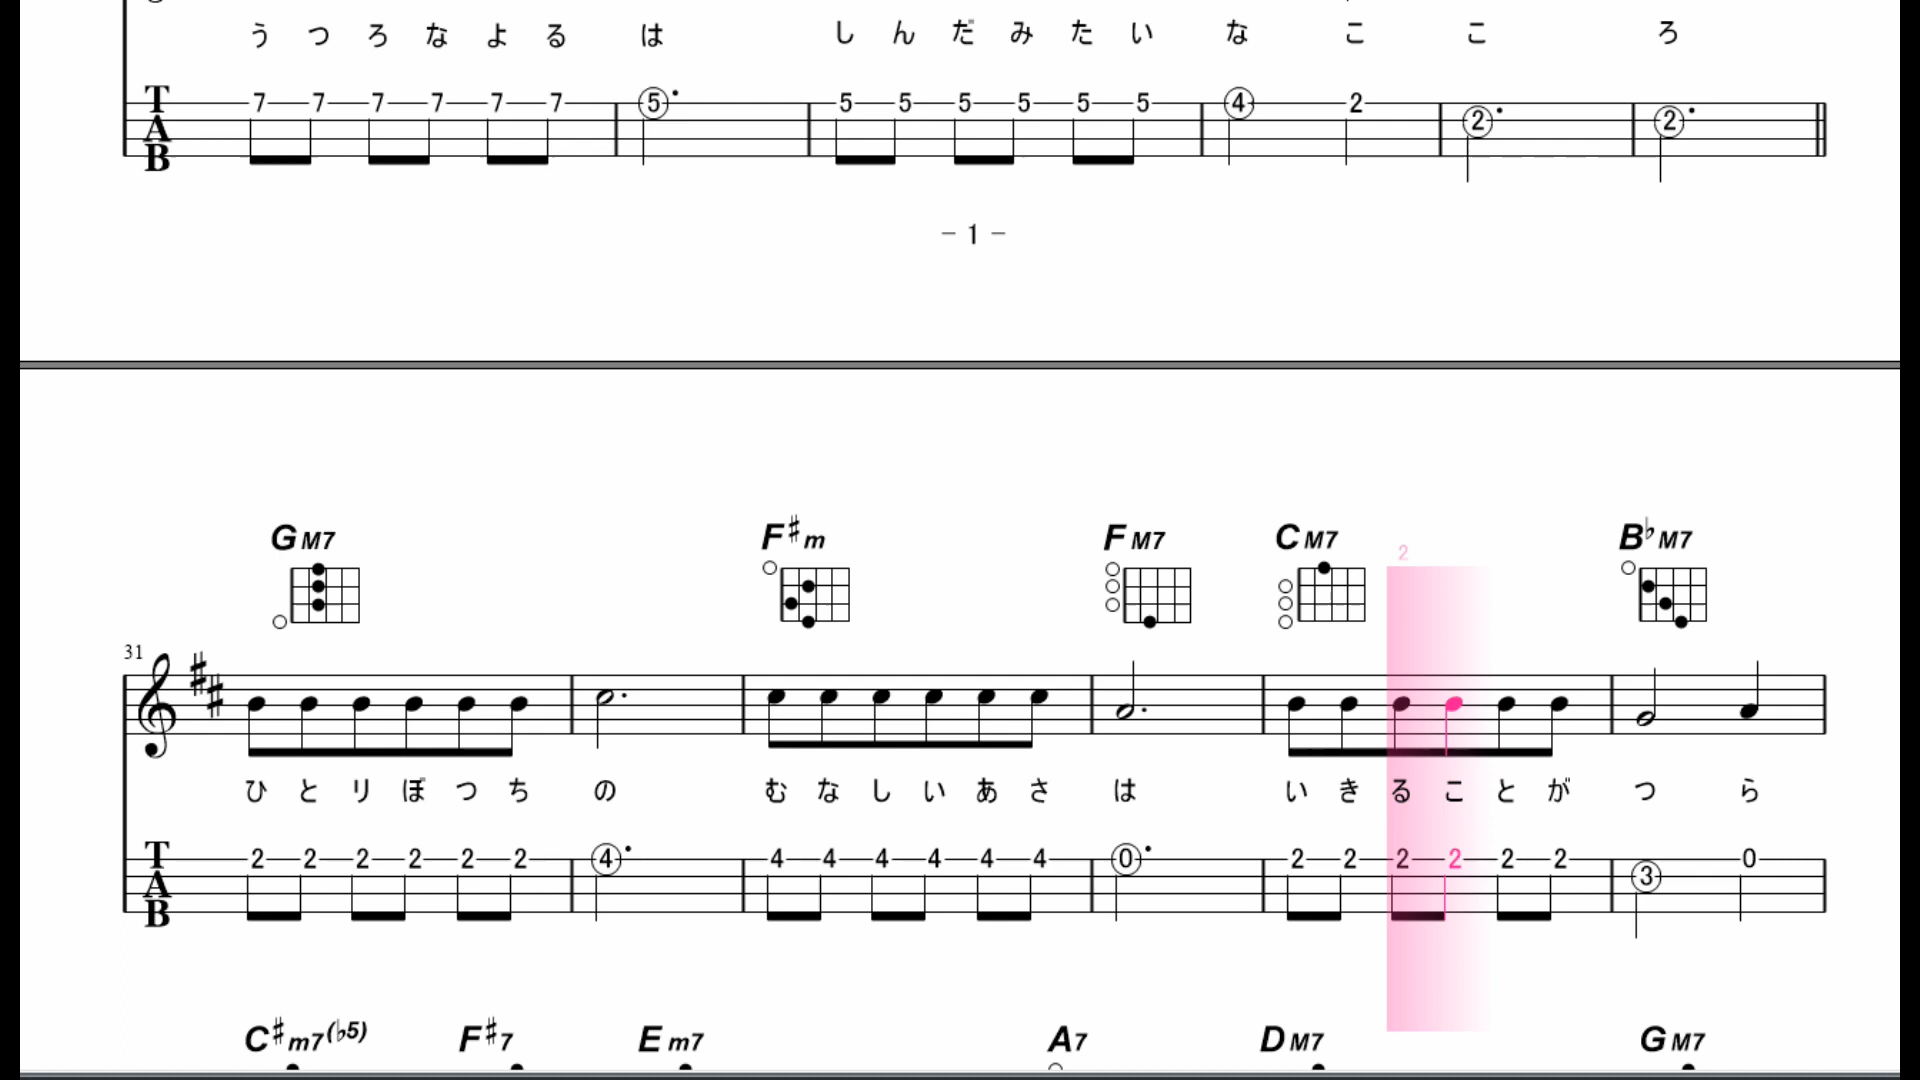 う つ ろ な よ る は し ん だ み た い な こ こ ろ
T A B 7 7 7 7 7 7 5 5 5 5 5 5 5 4 2 2 2
- 1 -
GM7 F♯m FM7 CM7 B♭M7
2
31
ひ と り ぼ つ ち の む な し い あ さ は い き る こ と が つ ら
T A B 2 2 2 2 2 2 4 4 4 4 4 4 4 0 2 2 2 2 2 2 3 0
C♯m7(♭5) F♯7 Em7 A7 DM7 GM7